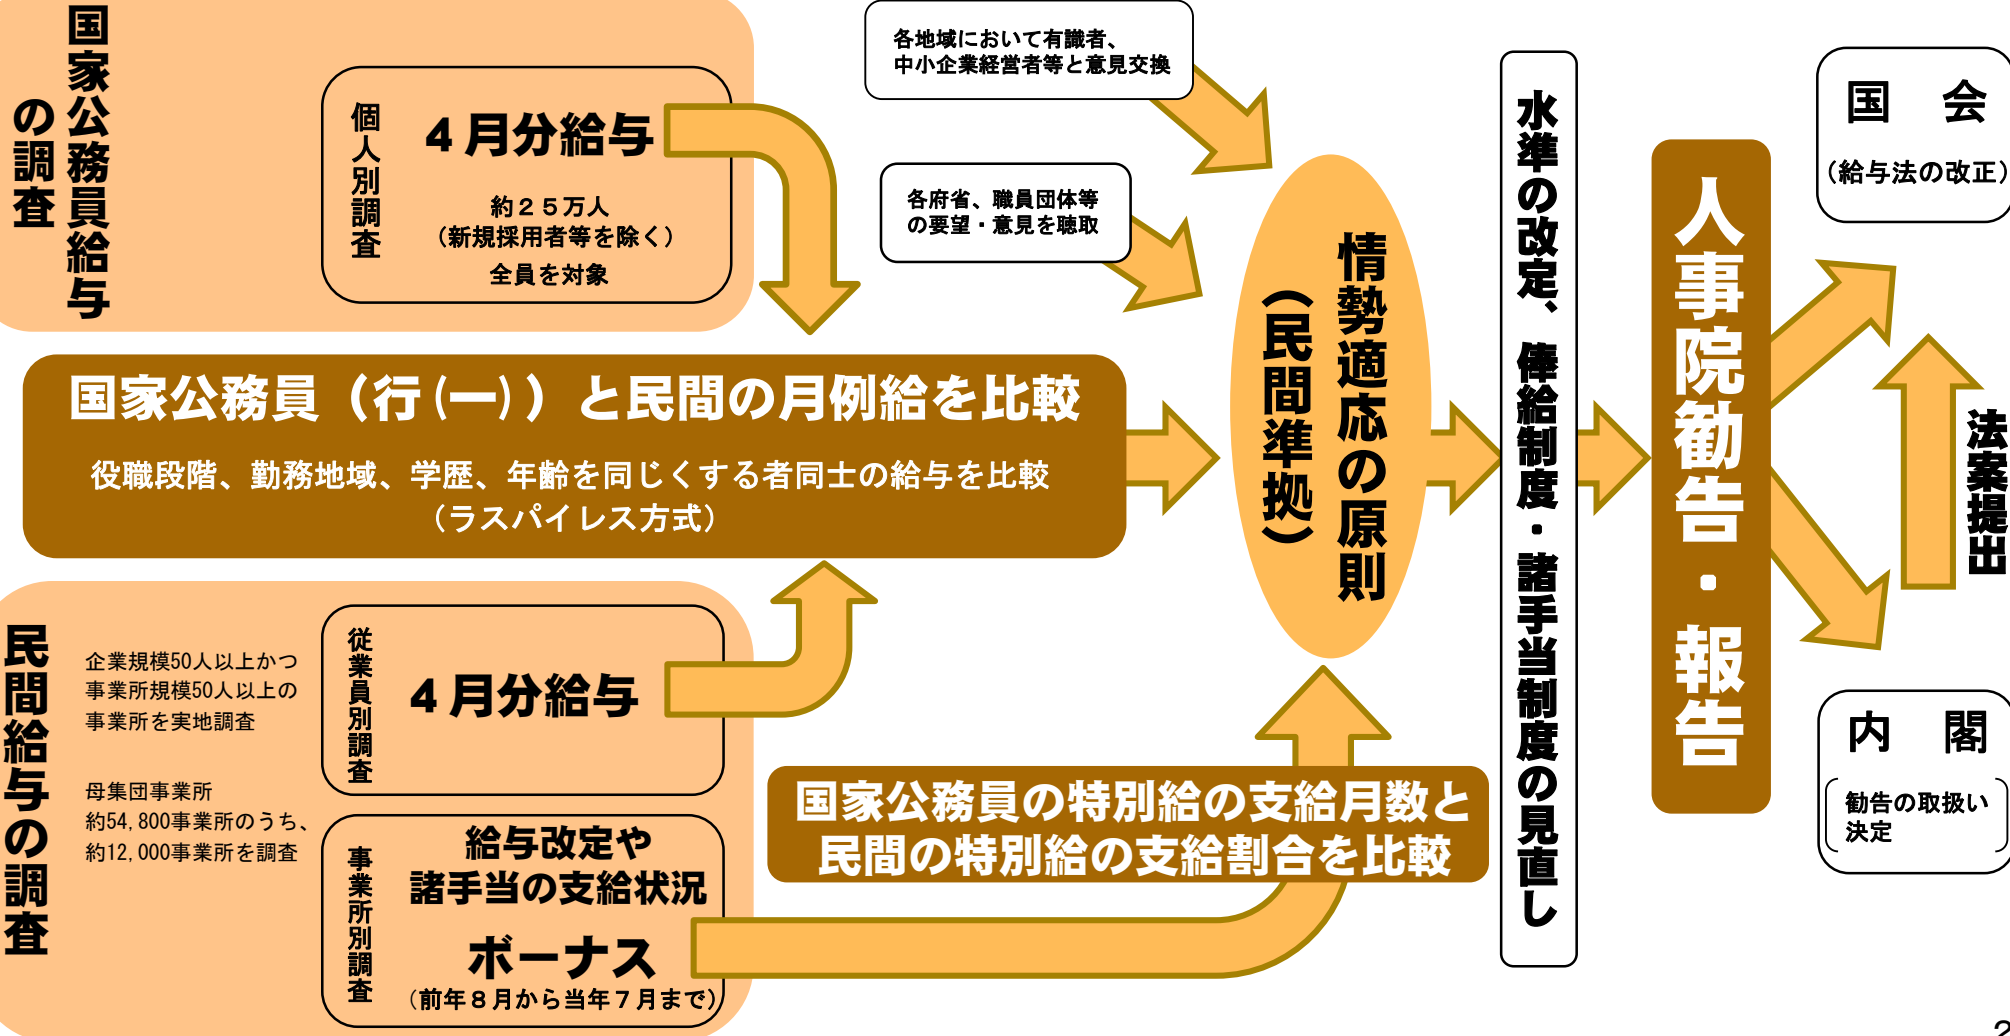 国家公務員給与
の調査
個人別調査
４月分給与
約２５万人
（新規採用者等を除く）
全員を対象
各地域において有識者、
中小企業経営者等と意見交換
各府省、職員団体等
の要望・意見を聴取
国家公務員（行(一)）と民間の月例給を比較
役職段階、勤務地域、学歴、年齢を同じくする者同士の給与を比較
（ラスパイレス方式）
民間給与の調査
企業規模50人以上かつ
事業所規模50人以上の
事業所を実地調査
母集団事業所
約54,800事業所のうち、
約12,000事業所を調査
従業員別調査
４月分給与
事業所別調査
給与改定や
諸手当の支給状況
ボーナス
（前年８月から当年７月まで）
国家公務員の特別給の支給月数と
民間の特別給の支給割合を比較
情勢適応の原則
（民間準拠）
水準の改定、俸給制度・諸手当制度の見直し
人事院勧告・報告
国　会
（給与法の改正）
法案提出
内　閣
勧告の取扱い
決定